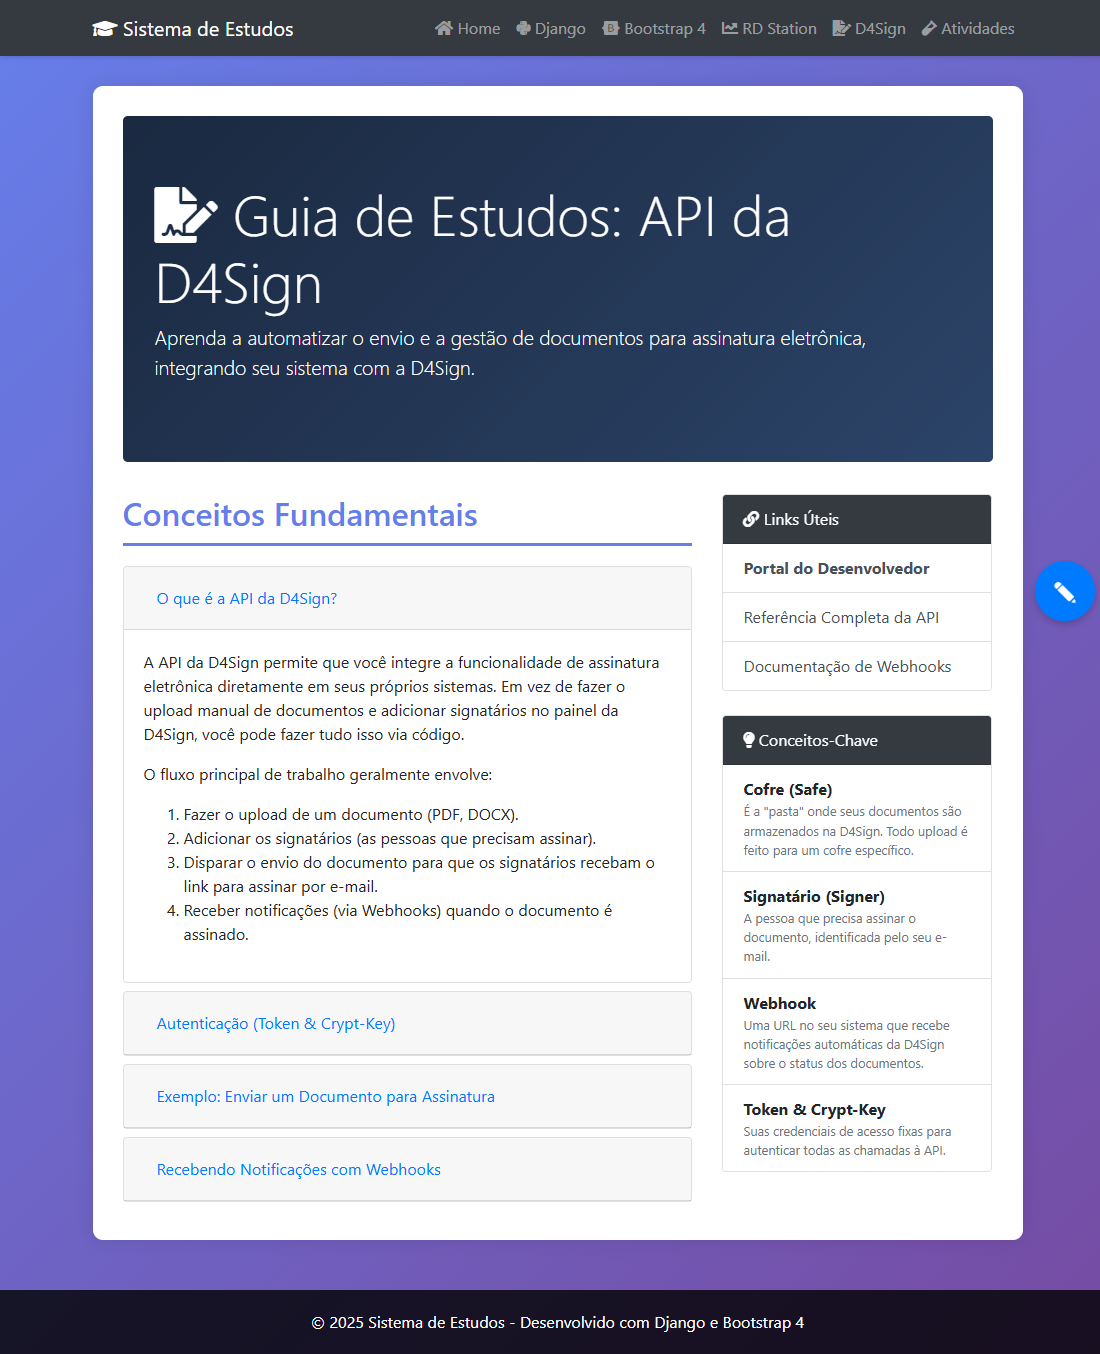 Sistema de Estudos
Home Django Bootstrap 4 RD Station D4Sign Atividades
Guia de Estudos: API da
D4Sign
Aprenda a automatizar o envio e a gestão de documentos para assinatura eletrônica,
integrando seu sistema com a D4Sign.
Conceitos Fundamentais
O que é a API da D4Sign?
A API da D4Sign permite que você integre a funcionalidade de assinatura
eletrônica diretamente em seus próprios sistemas. Em vez de fazer o
upload manual de documentos e adicionar signatários no painel da
D4Sign, você pode fazer tudo isso via código.
O fluxo principal de trabalho geralmente envolve:
1. Fazer o upload de um documento (PDF, DOCX).
2. Adicionar os signatários (as pessoas que precisam assinar).
3. Disparar o envio do documento para que os signatários recebam o
link para assinar por e-mail.
4. Receber notificações (via Webhooks) quando o documento é
assinado.
Autenticação (Token & Crypt-Key)
Exemplo: Enviar um Documento para Assinatura
Recebendo Notificações com Webhooks
Links Úteis
Portal do Desenvolvedor
Referência Completa da API
Documentação de Webhooks
Conceitos-Chave
Cofre (Safe)
É a "pasta" onde seus documentos são
armazenados na D4Sign. Todo upload é
feito para um cofre específico.
Signatário (Signer)
A pessoa que precisa assinar o
documento, identificada pelo seu e-
mail.
Webhook
Uma URL no seu sistema que recebe
notificações automáticas da D4Sign
sobre o status dos documentos.
Token & Crypt-Key
Suas credenciais de acesso fixas para
autenticar todas as chamadas à API.
© 2025 Sistema de Estudos - Desenvolvido com Django e Bootstrap 4